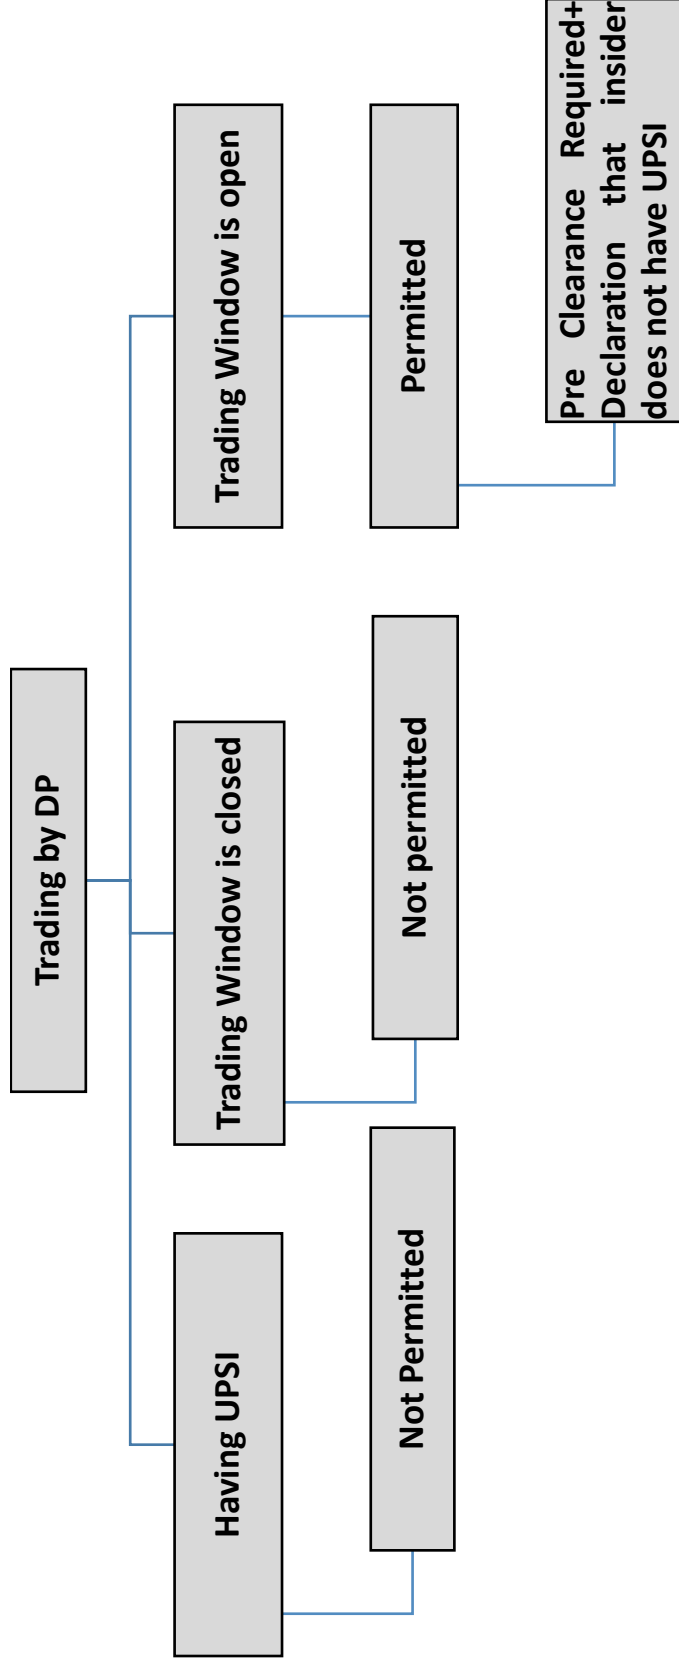 Trading by DP
Having UPSI
Trading Window is closed
Trading Window is open
Not Permitted
Not permitted
Permitted
Pre Clearance Required+
Declaration that insider
does not have UPSI